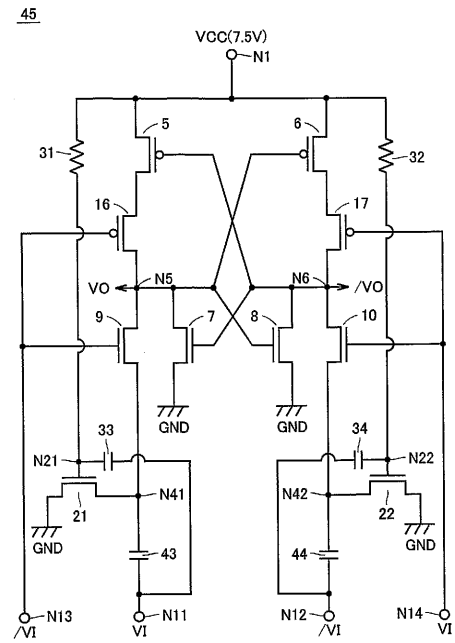 45
VCC(7.5V)
N1
5
6
31
32
16
17
N5
N6
VO
/VO
9
7
8
10
GND
GND
33
34
N21
N22
N41
N42
21
22
GND
GND
43
44
N13
N11
N12
N14
/VI
VI
/VI
VI